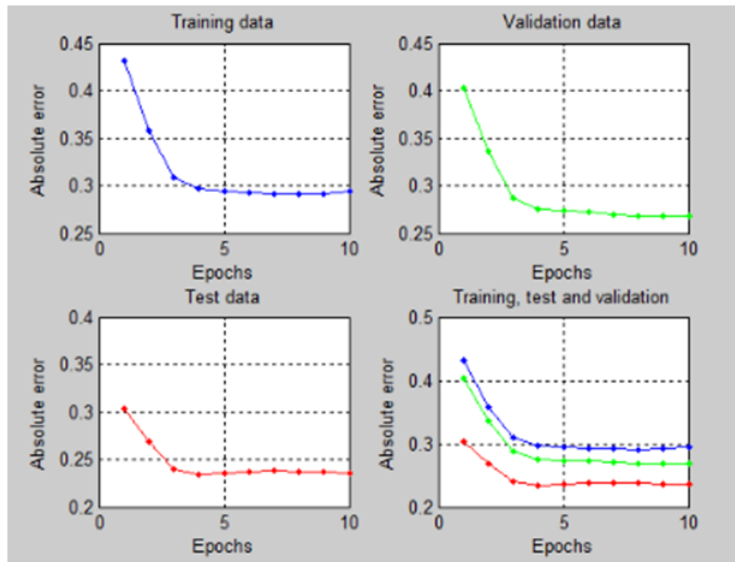 Training data
0.45
0.4
0.35
0.3
0.25
Absolute error
0 5 10
Epochs
Validation data
0.45
0.4
0.35
0.3
0.25
Absolute error
0 5 10
Epochs
Test data
0.4
0.35
0.3
0.25
0.2
Absolute error
0 5 10
Epochs
Training, test and validation
0.5
0.4
0.3
0.2
Absolute error
0 5 10
Epochs